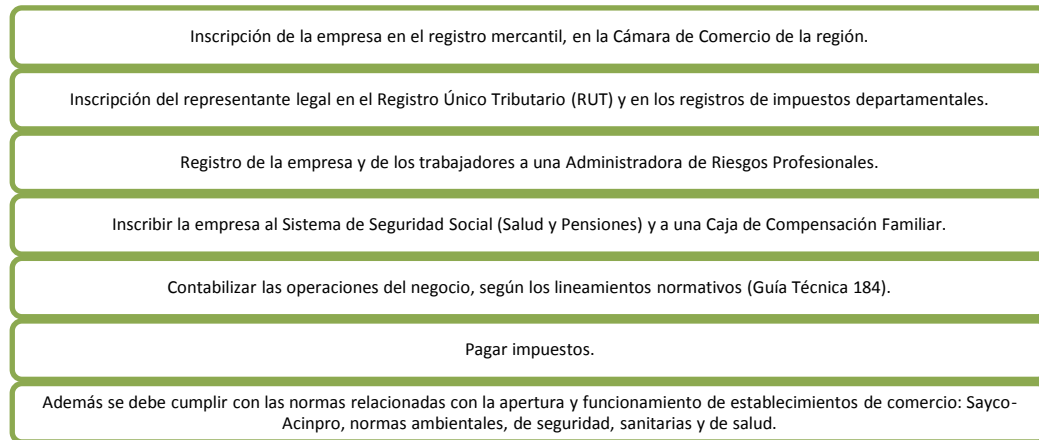 Inscripción de la empresa en el registro mercantil, en la Cámara de Comercio de la región.
Inscripción del representante legal en el Registro Único Tributario (RUT) y en los registros de impuestos departamentales.
Registro de la empresa y de los trabajadores a una Administradora de Riesgos Profesionales.
Inscribir la empresa al Sistema de Seguridad Social (Salud y Pensiones) y a una Caja de Compensación Familiar.
Contabilizar las operaciones del negocio, según los lineamientos normativos (Guía Técnica 184).
Pagar impuestos.
Además se debe cumplir con las normas relacionadas con la apertura y funcionamiento de establecimientos de comercio: Sayco-
Acinpro, normas ambientales, de seguridad, sanitarias y de salud.